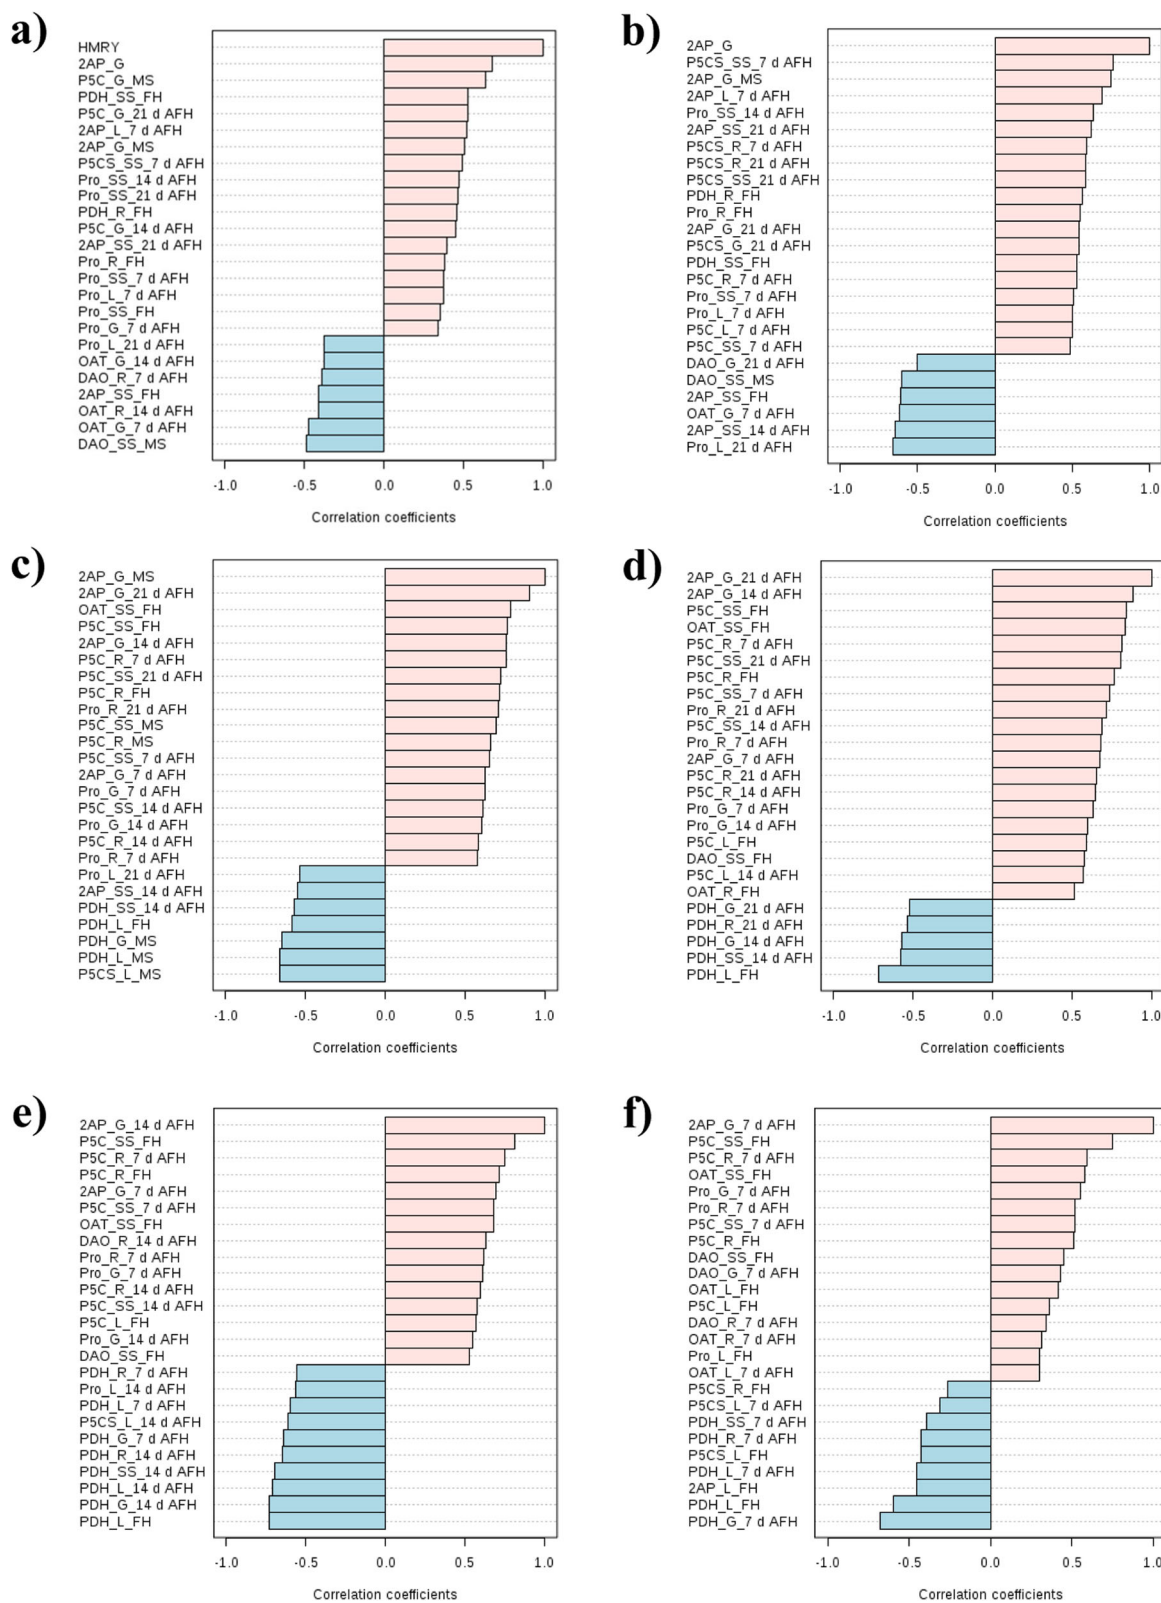 a)
HMRY
2AP_G
P5C_G_MS
PDH_SS_FH
P5C_G_21 d AFH
2AP_L_7 d AFH
2AP_G_MS
P5CS_SS_7 d AFH
Pro_SS_14 d AFH
Pro_SS_21 d AFH
PDH_R_FH
P5C_G_14 d AFH
2AP_SS_21 d AFH
Pro_R_FH
Pro_SS_7 d AFH
Pro_L_7 d AFH
Pro_SS_FH
Pro_G_7 d AFH
Pro_L_21 d AFH
OAT_G_14 d AFH
DAO_R_7 d AFH
2AP_SS_FH
OAT_R_14 d AFH
OAT_G_7 d AFH
DAO_SS_MS
-1.0 -0.5 0.0 0.5 1.0
Correlation coefficients
b)
2AP_G
P5CS_SS_7 d AFH
2AP_G_MS
2AP_L_7 d AFH
Pro_SS_14 d AFH
2AP_SS_21 d AFH
P5CS_R_7 d AFH
P5CS_R_21 d AFH
P5CS_SS_21 d AFH
PDH_R_FH
Pro_R_FH
2AP_G_21 d AFH
P5CS_G_21 d AFH
PDH_SS_FH
P5C_R_7 d AFH
Pro_SS_7 d AFH
Pro_L_7 d AFH
P5C_L_7 d AFH
P5C_SS_7 d AFH
DAO_G_21 d AFH
DAO_SS_MS
2AP_SS_FH
OAT_G_7 d AFH
2AP_SS_14 d AFH
Pro_L_21 d AFH
-1.0 -0.5 0.0 0.5 1.0
Correlation coefficients
c)
2AP_G_MS
2AP_G_21 d AFH
OAT_SS_FH
P5C_SS_FH
2AP_G_14 d AFH
P5C_R_7 d AFH
P5C_SS_21 d AFH
P5C_R_FH
Pro_R_21 d AFH
P5C_SS_MS
P5C_R_MS
P5C_SS_7 d AFH
2AP_G_7 d AFH
Pro_G_7 d AFH
P5C_SS_14 d AFH
Pro_G_14 d AFH
P5C_R_14 d AFH
Pro_R_7 d AFH
Pro_L_21 d AFH
2AP_SS_14 d AFH
PDH_SS_14 d AFH
PDH_L_FH
PDH_G_MS
PDH_L_MS
P5CS_L_MS
-1.0 -0.5 0.0 0.5 1.0
Correlation coefficients
d)
2AP_G_21 d AFH
2AP_G_14 d AFH
P5C_SS_FH
OAT_SS_FH
P5C_R_7 d AFH
P5C_SS_21 d AFH
P5C_R_FH
P5C_SS_7 d AFH
Pro_R_21 d AFH
P5C_SS_14 d AFH
Pro_R_7 d AFH
2AP_G_7 d AFH
P5C_R_21 d AFH
P5C_R_14 d AFH
Pro_G_7 d AFH
Pro_G_14 d AFH
P5C_L_FH
DAO_SS_FH
P5C_L_14 d AFH
OAT_R_FH
PDH_G_21 d AFH
PDH_R_21 d AFH
PDH_G_14 d AFH
PDH_SS_14 d AFH
PDH_L_FH
-1.0 -0.5 0.0 0.5 1.0
Correlation coefficients
e)
2AP_G_14 d AFH
P5C_SS_FH
P5C_R_7 d AFH
P5C_R_FH
2AP_G_7 d AFH
P5C_SS_7 d AFH
OAT_SS_FH
DAO_R_14 d AFH
Pro_R_7 d AFH
Pro_G_7 d AFH
P5C_R_14 d AFH
P5C_SS_14 d AFH
P5C_L_FH
Pro_G_14 d AFH
DAO_SS_FH
PDH_R_7 d AFH
Pro_L_14 d AFH
PDH_L_7 d AFH
P5CS_L_14 d AFH
PDH_G_7 d AFH
PDH_R_14 d AFH
PDH_SS_14 d AFH
PDH_L_14 d AFH
PDH_G_14 d AFH
PDH_L_FH
-1.0 -0.5 0.0 0.5 1.0
Correlation coefficients
f)
2AP_G_7 d AFH
P5C_SS_FH
P5C_R_7 d AFH
OAT_SS_FH
Pro_G_7 d AFH
Pro_R_7 d AFH
P5C_SS_7 d AFH
P5C_R_FH
DAO_SS_FH
DAO_G_7 d AFH
OAT_L_FH
P5C_L_FH
DAO_R_7 d AFH
OAT_R_7 d AFH
Pro_L_FH
OAT_L_7 d AFH
P5CS_R_FH
P5CS_L_7 d AFH
PDH_SS_7 d AFH
PDH_R_7 d AFH
P5CS_L_FH
PDH_L_7 d AFH
2AP_L_FH
PDH_L_FH
PDH_G_7 d AFH
-1.0 -0.5 0.0 0.5 1.0
Correlation coefficients